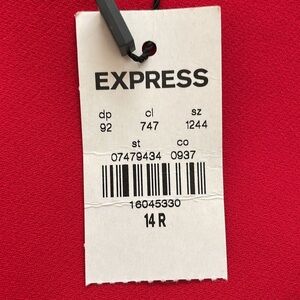 EXPRESS
dp cl sz
92 747 1244
st co
07479434 0937
16045330
14 R